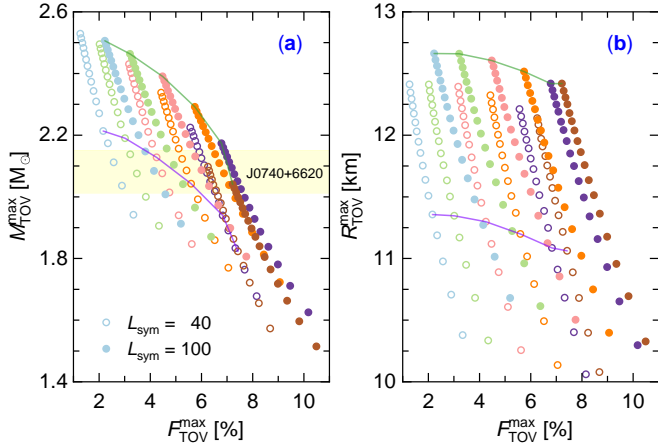 (a)
(b)
2.6
2.2
1.8
1.4
M_TOV^max [M_⊙]
J0740+6620
L_sym = 40
L_sym = 100
2 4 6 8 10
F_TOV^max [%]
13
12
11
10
R_TOV^max [km]
2 4 6 8 10
F_TOV^max [%]